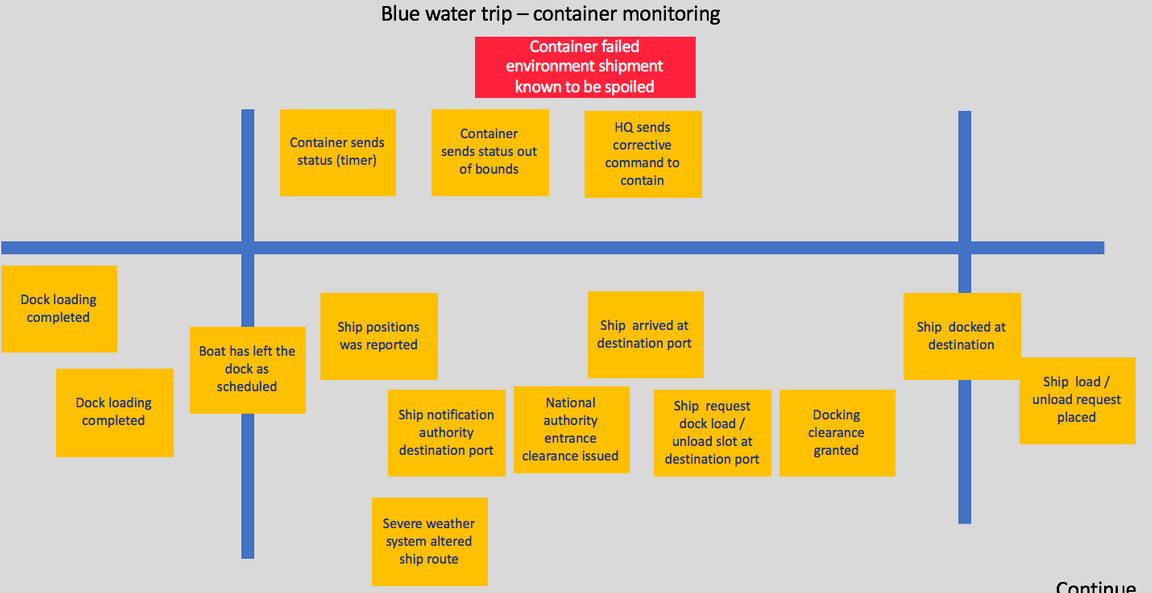 Blue water trip – container monitoring
Container failed
environment shipment
known to be spoiled
Container sends
status (timer)
Container
sends status out
of bounds
HQ sends
corrective
command to
contain
Dock loading
completed
Dock loading
completed
Boat has left the
dock as
scheduled
Ship positions
was reported
Ship notification
authority
destination port
Severe weather
system altered
ship route
National
authority
entrance
clearance issued
Ship arrived at
destination port
Ship request
dock load /
unload slot at
destination port
Docking
clearance
granted
Ship docked at
destination
Ship load /
unload request
placed
Continue